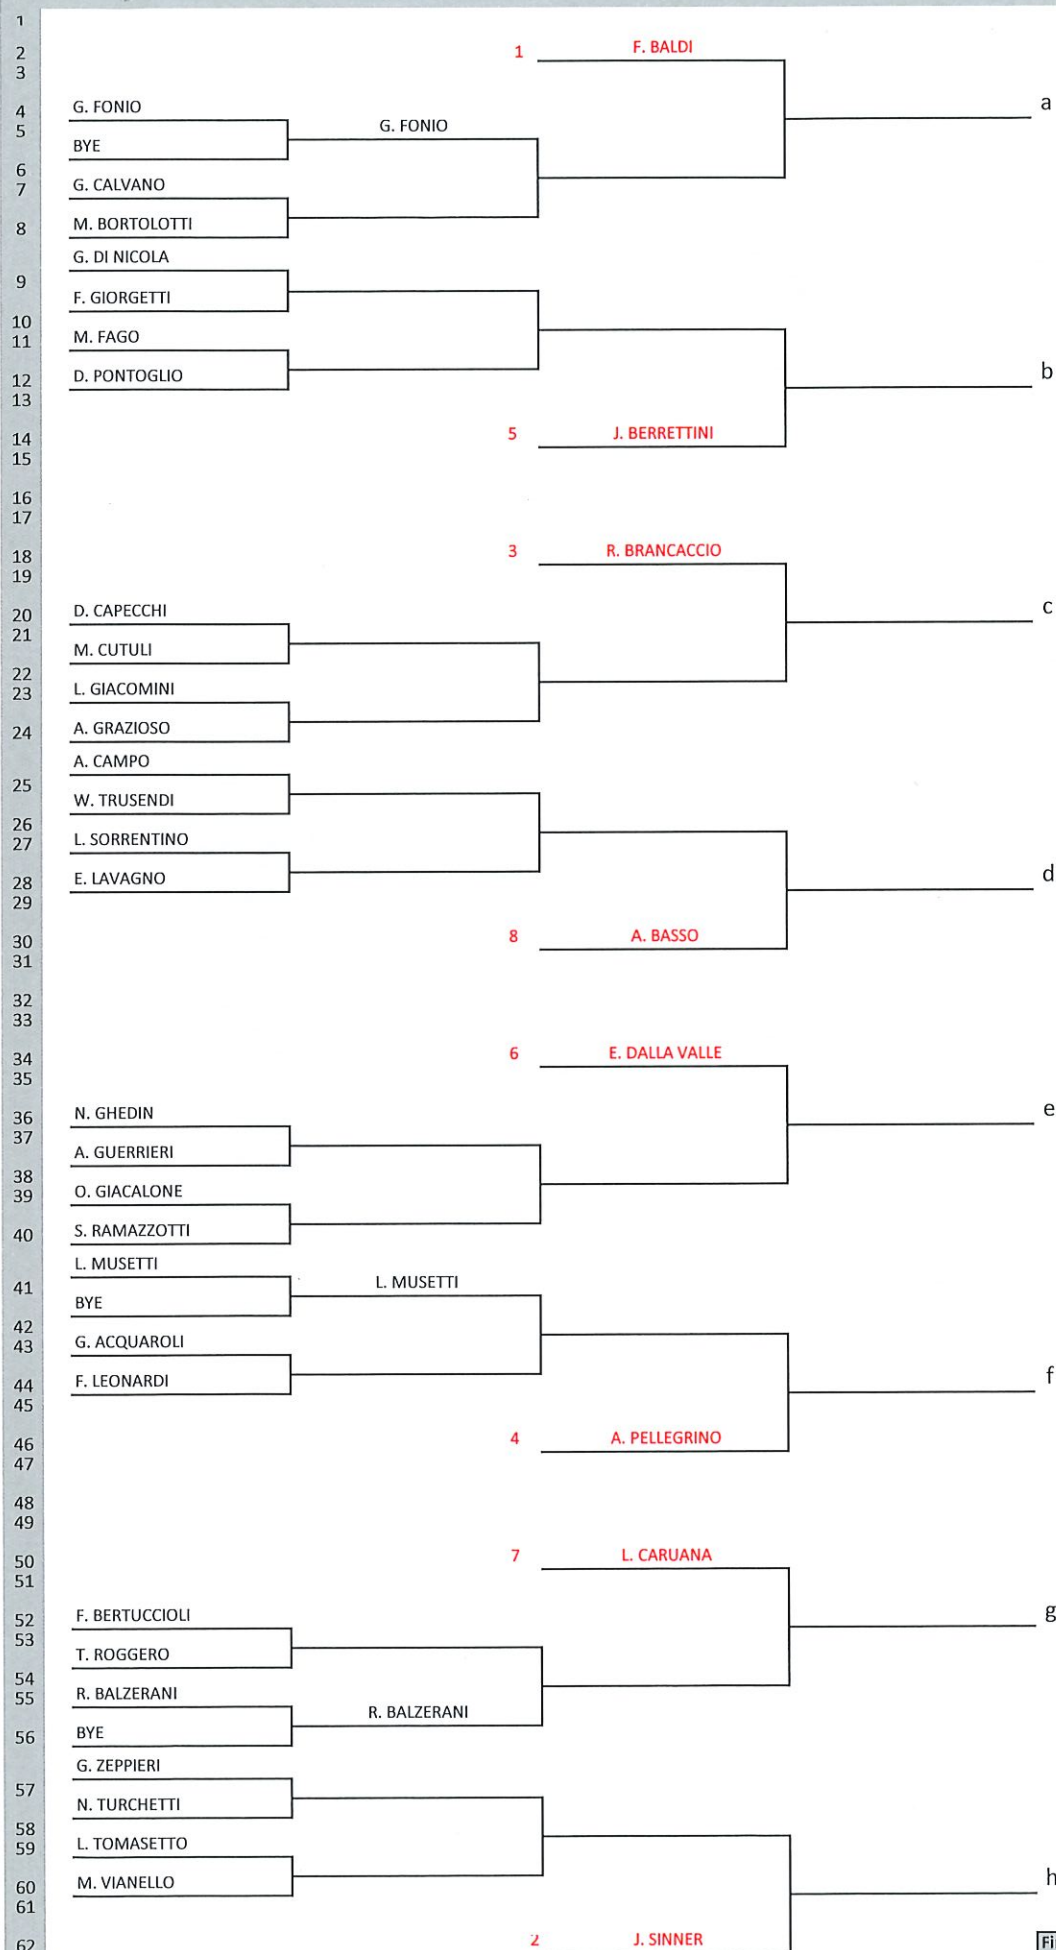 1
2
3
1 F. BALDI
a
4
5
G. FONIO
G. FONIO
BYE
6
7
G. CALVANO
8
M. BORTOLOTTI
G. DI NICOLA
9
F. GIORGETTI
10
11
M. FAGO
12
D. PONTOGLIO
13
b
14
15
5 J. BERRETTINI
16
17
18
19
3 R. BRANCACCIO
c
20
21
D. CAPECCHI
M. CUTULI
22
23
L. GIACOMINI
24
A. GRAZIOSO
A. CAMPO
25
W. TRUSENDI
26
27
L. SORRENTINO
28
E. LAVAGNO
29
d
30
31
8 A. BASSO
32
33
34
35
6 E. DALLA VALLE
e
36
37
N. GHEDIN
A. GUERRIERI
38
39
O. GIACALONE
40
S. RAMAZZOTTI
L. MUSETTI
41
L. MUSETTI
BYE
42
43
G. ACQUAROLI
44
F. LEONARDI
45
f
46
47
4 A. PELLEGRINO
48
49
50
51
7 L. CARUANA
g
52
53
F. BERTUCCIOLI
T. ROGGERO
54
55
R. BALZERANI
R. BALZERANI
56
BYE
G. ZEPPIERI
57
N. TURCHETTI
58
59
L. TOMASETTO
60
M. VIANELLO
61
h
62
2 J. SINNER